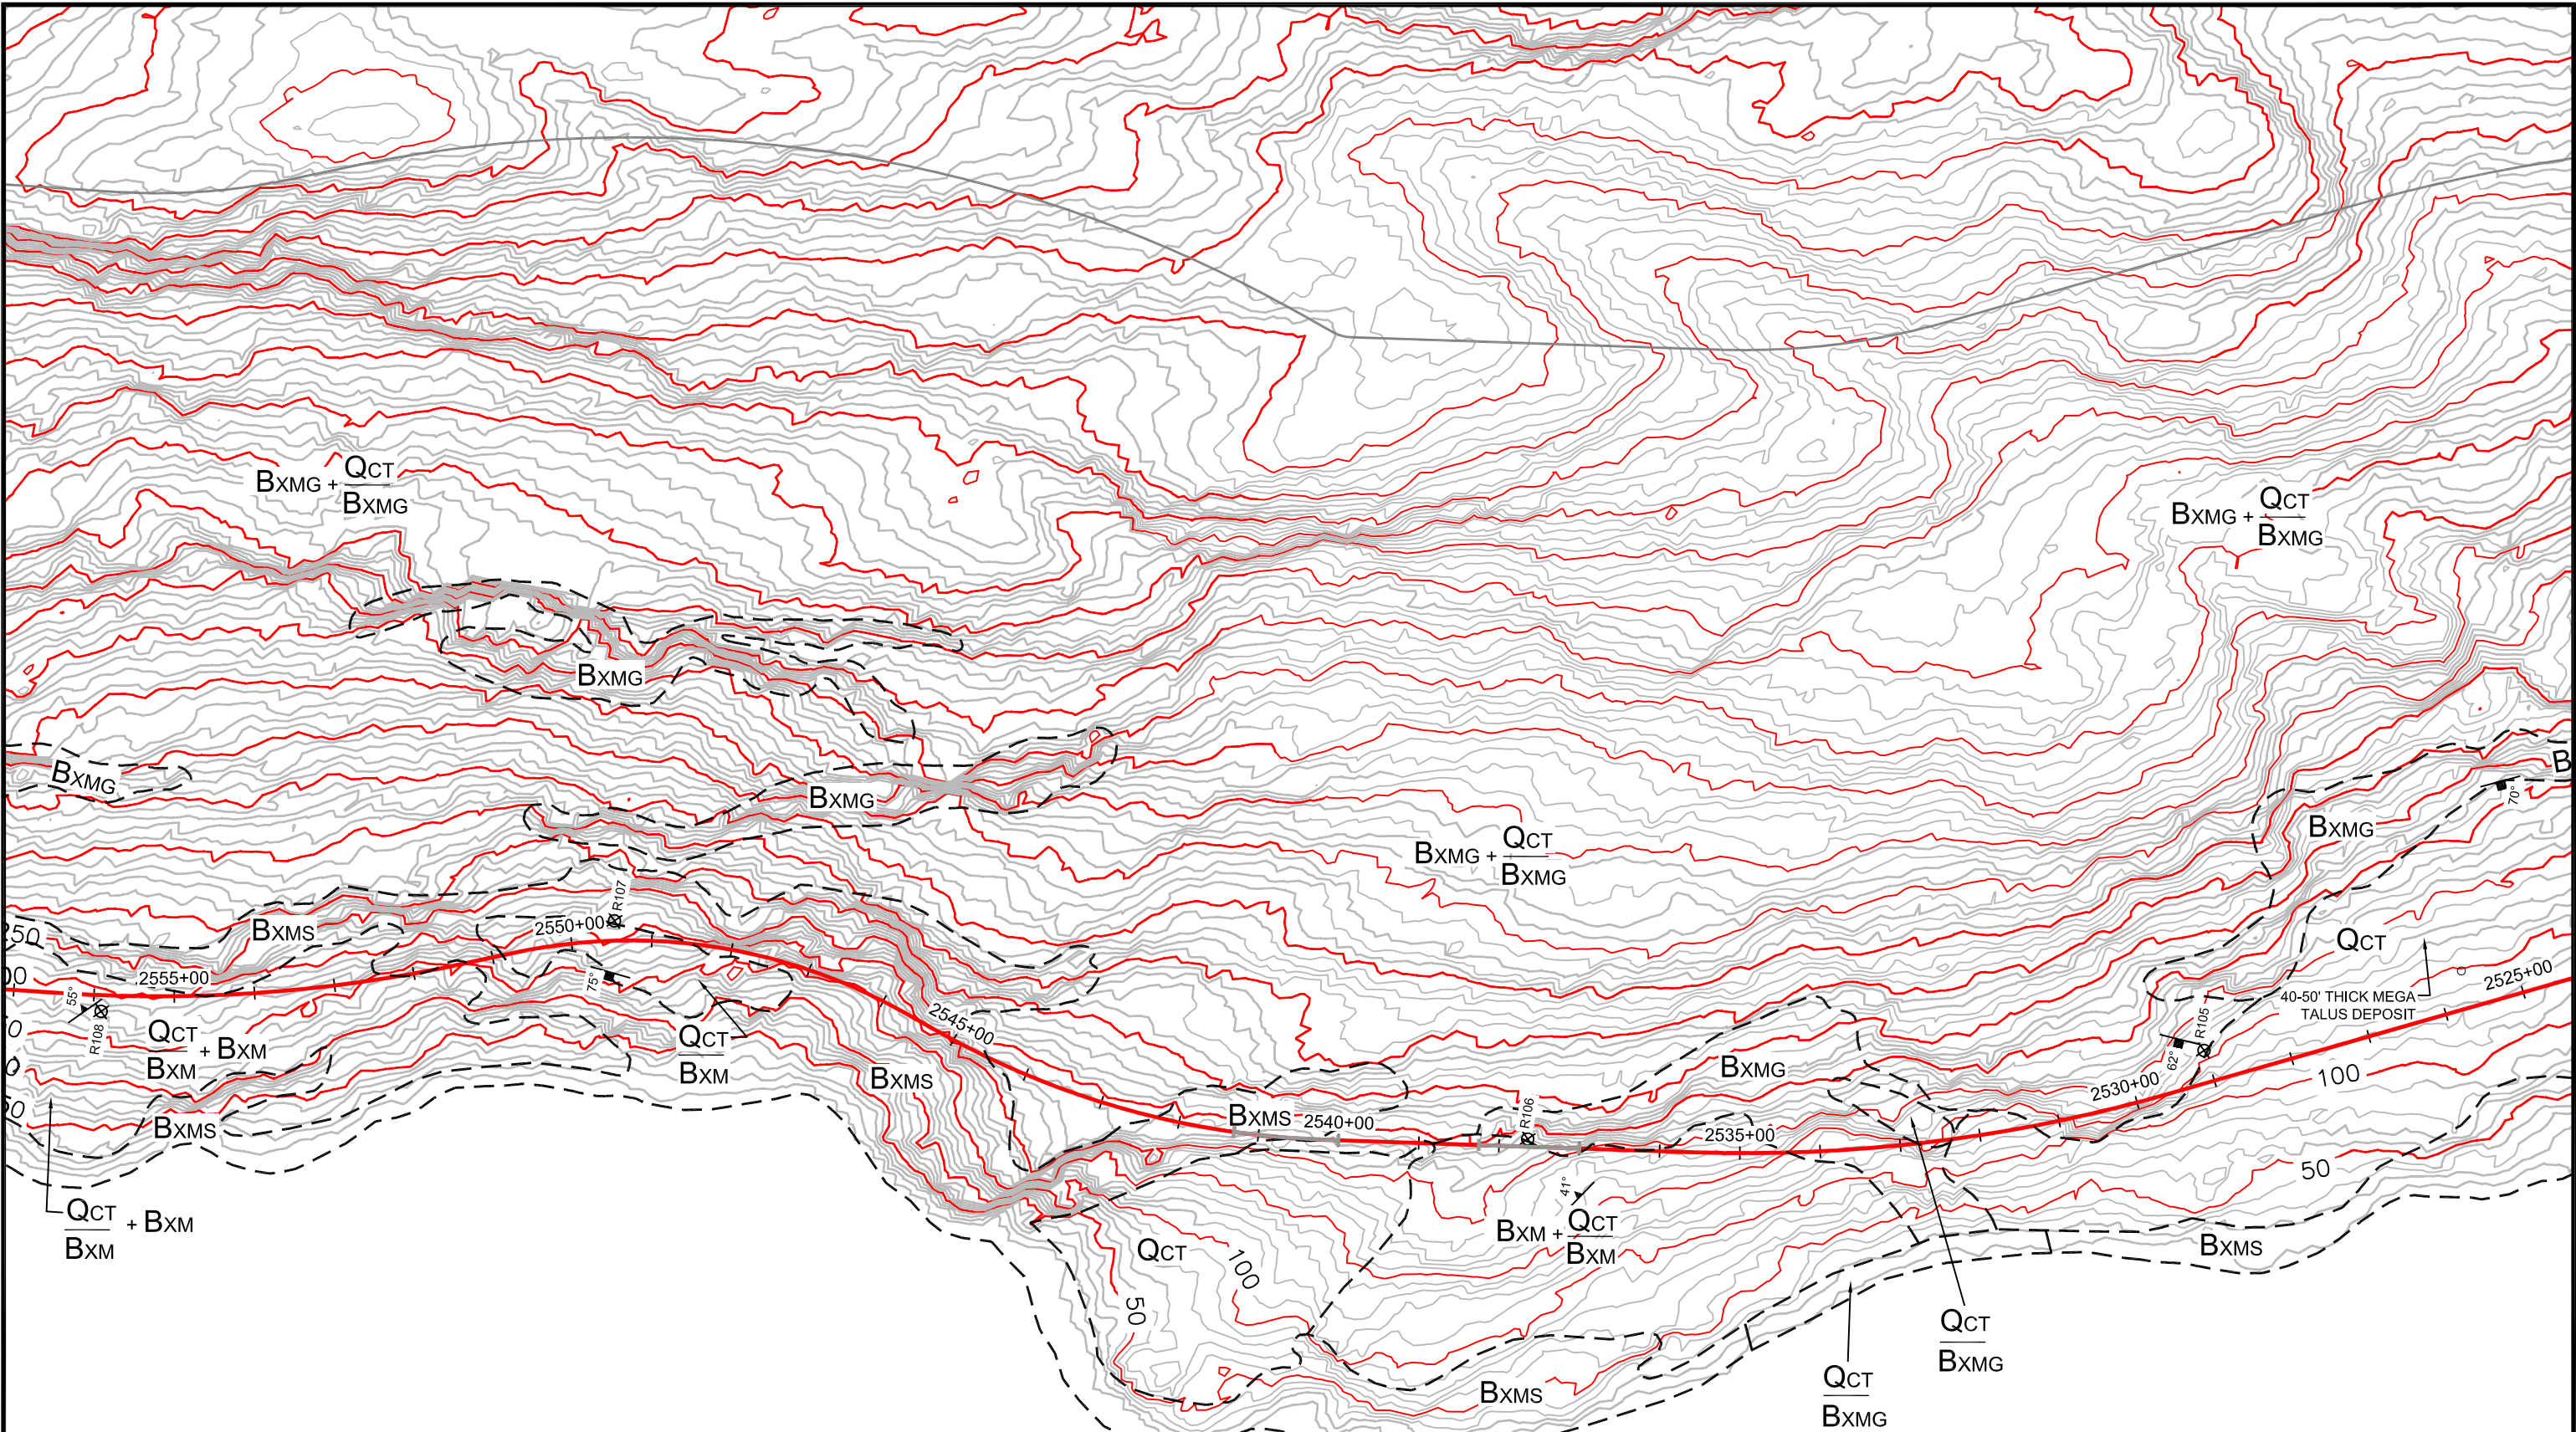 BXMG + QCT
BXMG
BXMG + QCT
BXMG
BXMG
BXMG
BXMG
BXMG + QCT
BXMG
BXMG
70°
B
BXMS
R107
2550+00
250
2555+00
75°
55°
R108
QCT + BXM
BXM
QCT
BXM
BXMS
2545+00
BXMS
2540+00
R106
BXMG
2535+00
QCT
40-50' THICK MEGA
TALUS DEPOSIT
2525+00
R105
62°
2530+00
100
50
BXMS
41°
BXM + QCT
BXM
BXMS
QCT
100
50
QCT + BXM
BXM
BXMS
QCT
BXMG
QCT
BXMG